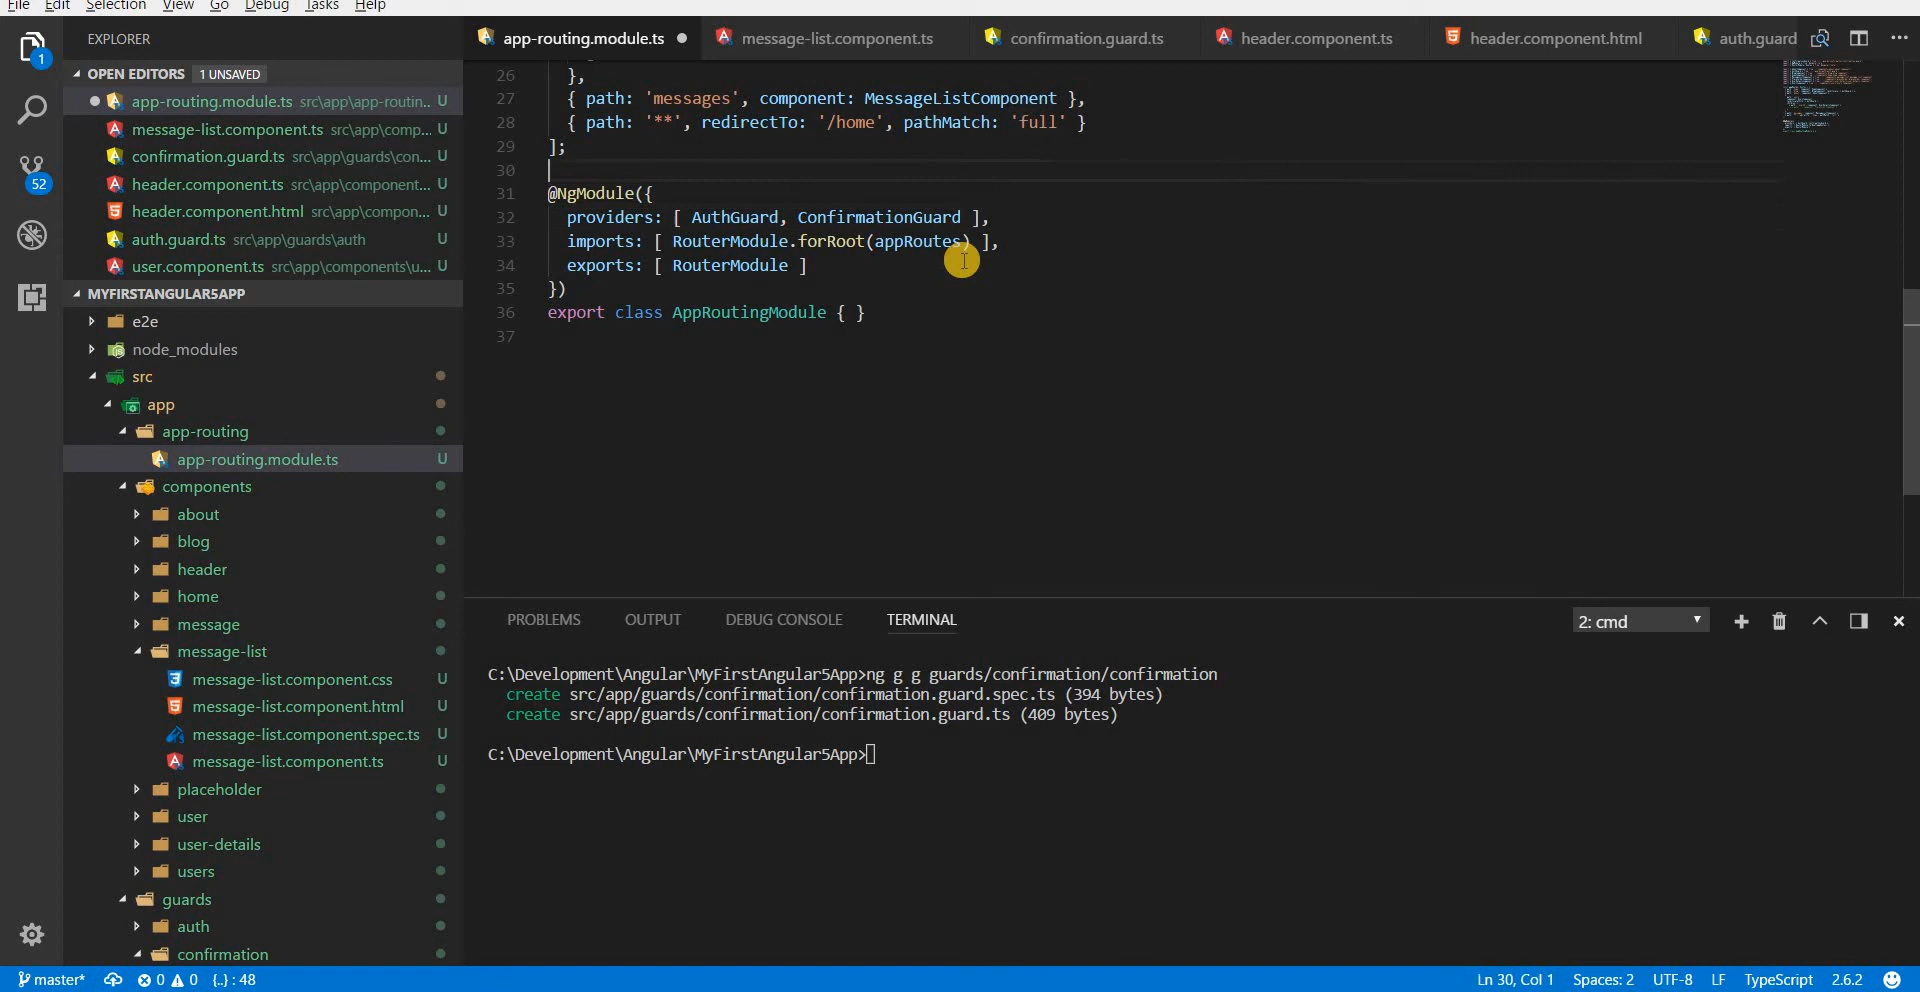 File Edit Selection View Go Debug Tasks Help
EXPLORER
OPEN EDITORS 1 UNSAVED
app-routing.module.ts src\app\app-routin... U
message-list.component.ts src\app\comp... U
confirmation.guard.ts src\app\guards\con... U
header.component.ts src\app\component... U
header.component.html src\app\compon... U
auth.guard.ts src\app\guards\auth U
user.component.ts src\app\components\u... U
MYFIRSTANGULAR5APP
e2e
node_modules
src
app
app-routing
app-routing.module.ts U
components
about
blog
header
home
message
message-list
message-list.component.css U
message-list.component.html U
message-list.component.spec.ts U
message-list.component.ts U
placeholder
user
user-details
users
guards
auth
confirmation
1
52
app-routing.module.ts message-list.component.ts confirmation.guard.ts header.component.ts header.component.html auth.guard
26 },
27 { path: 'messages', component: MessageListComponent },
28 { path: '**', redirectTo: '/home', pathMatch: 'full' }
29 ];
30
31 @NgModule({
32 providers: [ AuthGuard, ConfirmationGuard ],
33 imports: [ RouterModule.forRoot(appRoutes) ],
34 exports: [ RouterModule ]
35 })
36 export class AppRoutingModule { }
37
PROBLEMS OUTPUT DEBUG CONSOLE TERMINAL 2: cmd
C:\Development\Angular\MyFirstAngular5App>ng g g guards/confirmation/confirmation
create src/app/guards/confirmation/confirmation.guard.spec.ts (394 bytes)
create src/app/guards/confirmation/confirmation.guard.ts (409 bytes)
C:\Development\Angular\MyFirstAngular5App>
master* 0 0 {..} : 48 Ln 30, Col 1 Spaces: 2 UTF-8 LF TypeScript 2.6.2